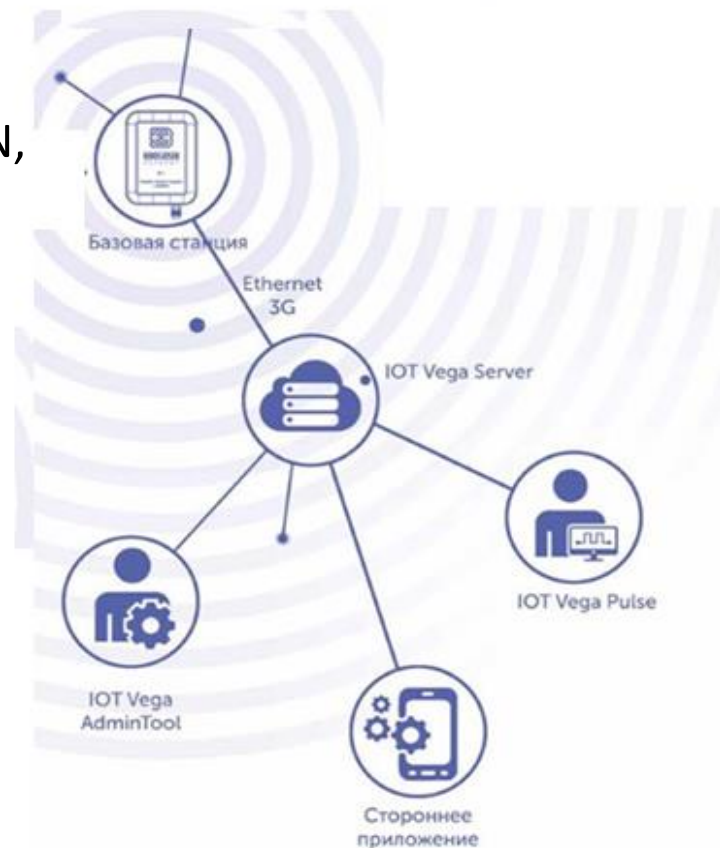 N,
Базовая станция
Ethernet
3G
IOT Vega Server
IOT Vega Pulse
IOT Vega
AdminTool
Стороннее
приложение